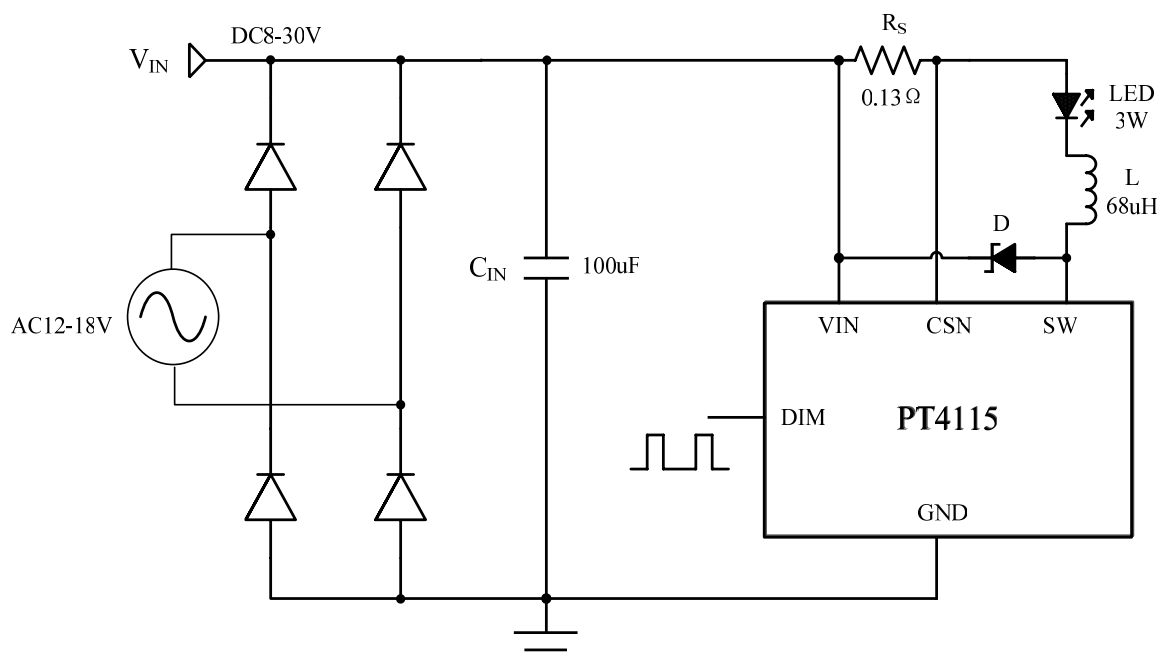 DC8-30V
VIN
RS
0.13Ω
LED
3W
L
68uH
D
CIN
100uF
AC12-18V
VIN
CSN
SW
DIM
PT4115
GND